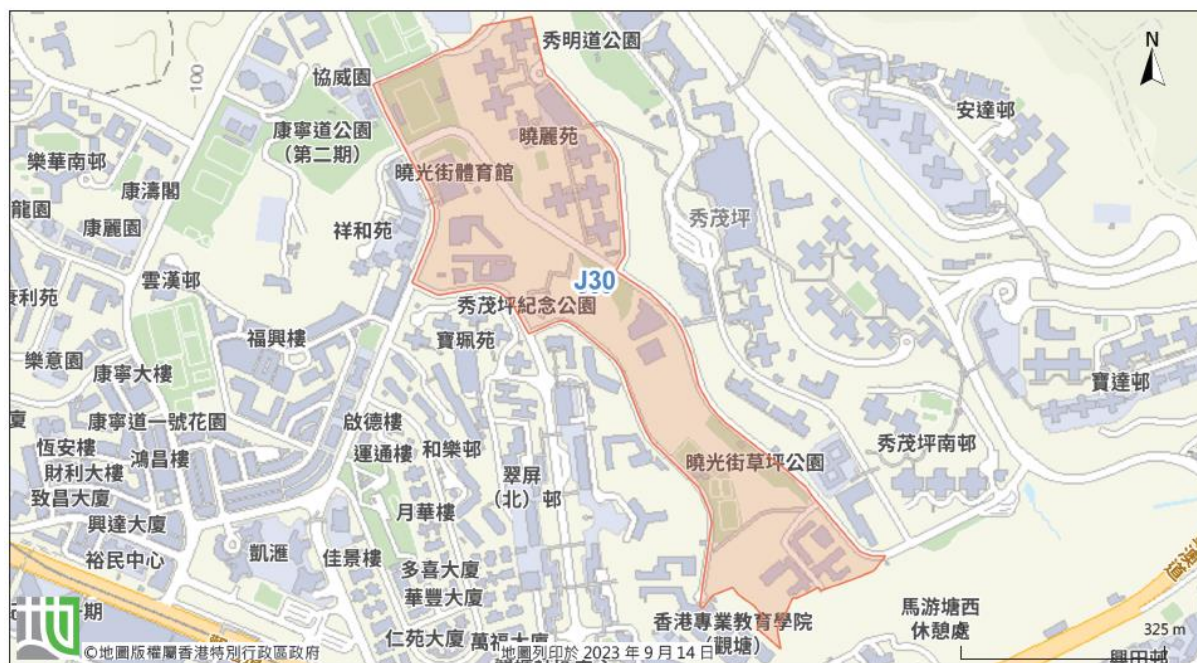 秀明道公園
N
協威園
安達邨
100
康寧道公園
（第二期）
曉麗苑
樂華南邨
曉光街體育館
康濤閣
龍園
康麗園
祥和苑
秀茂坪
雲漢邨
J30
利苑
秀茂坪紀念公園
福興樓
寶珮苑
樂意園
康寧大樓
寶達邨
廈
康寧道一號花園
啟德樓
恆安樓
鴻昌樓
運通樓
和樂邨
秀茂坪南邨
財利大樓
曉光街草坪公園
翠屏
（北）邨
致昌大廈
月華樓
興達大廈
凱滙
佳景樓
裕民中心
多喜大廈
華豐大廈
香港專業教育學院
（觀塘）
馬游塘西
休憩處
一期
仁苑大廈
萬福大廈
325 m
©地圖版權屬香港特別行政區政府
地圖列印於 2023 年 9 月 14 日
興田邨